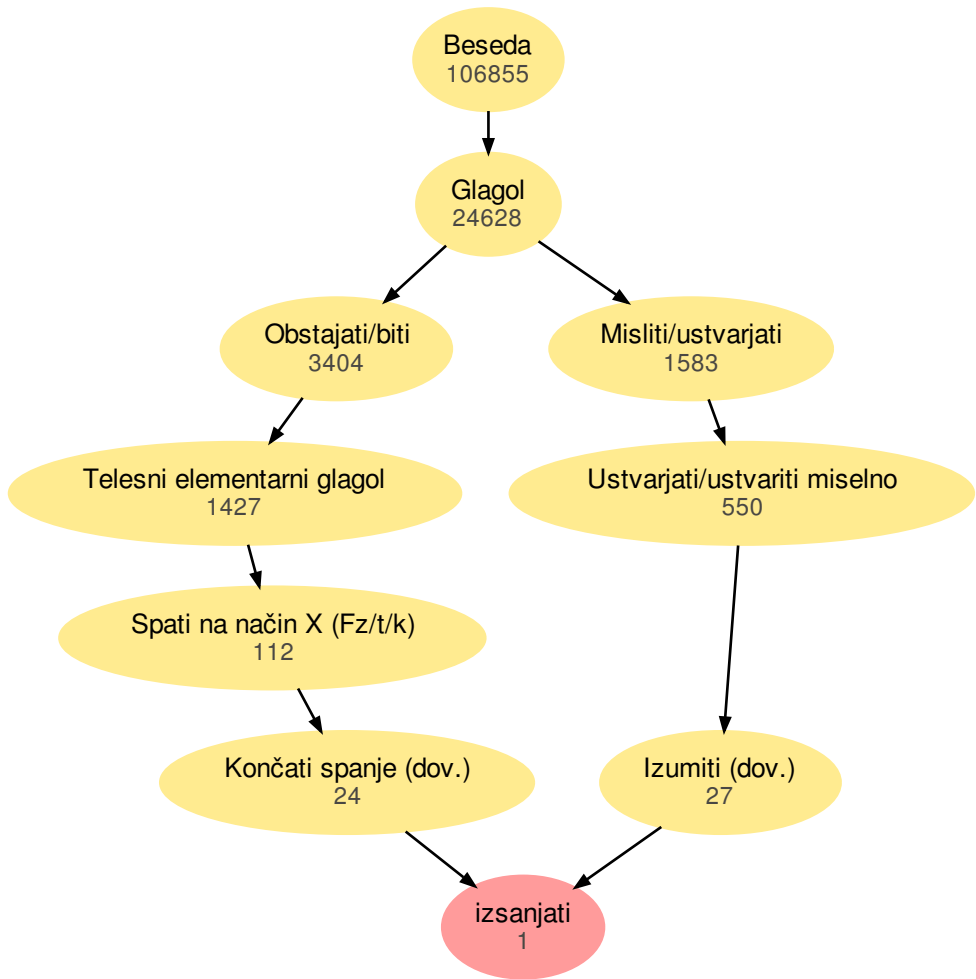 Beseda
106855
Glagol
24628
Obstajati/biti
3404
Misliti/ustvarjati
1583
Telesni elementarni glagol
1427
Ustvarjati/ustvariti miselno
550
Spati na način X (Fz/t/k)
112
Končati spanje (dov.)
24
Izumiti (dov.)
27
izsanjati
1